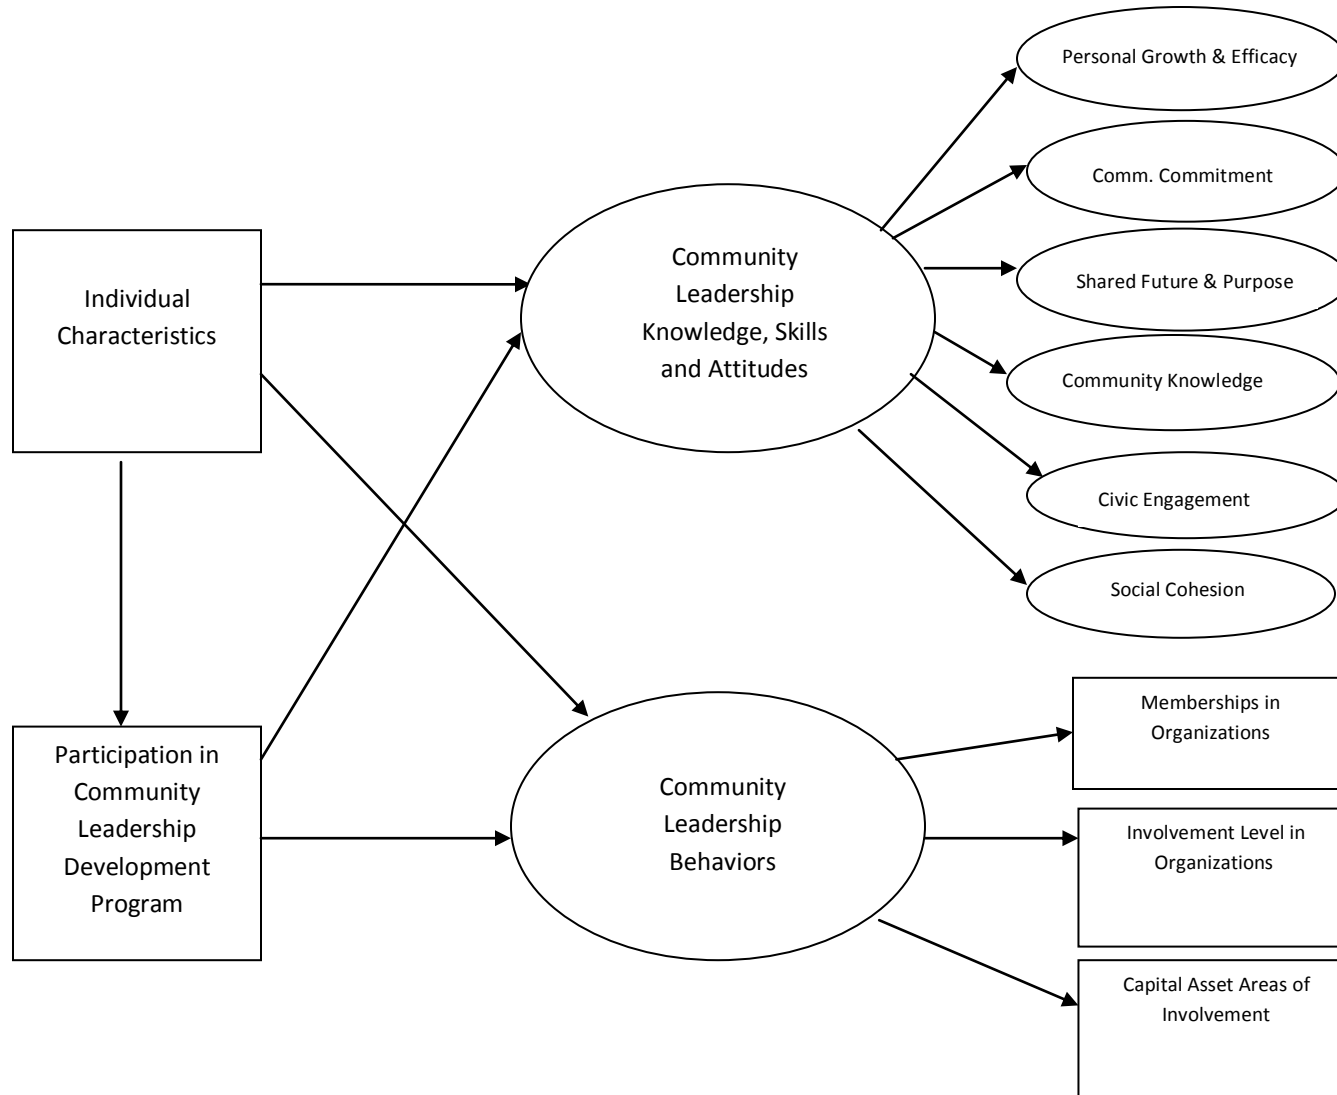 Personal Growth & Efficacy
Comm. Commitment
Shared Future & Purpose
Community Knowledge
Civic Engagement
Social Cohesion
Community
Leadership
Knowledge, Skills
and Attitudes
Individual
Characteristics
Participation in
Community
Leadership
Development
Program
Community
Leadership
Behaviors
Memberships in
Organizations
Involvement Level in
Organizations
Capital Asset Areas of
Involvement